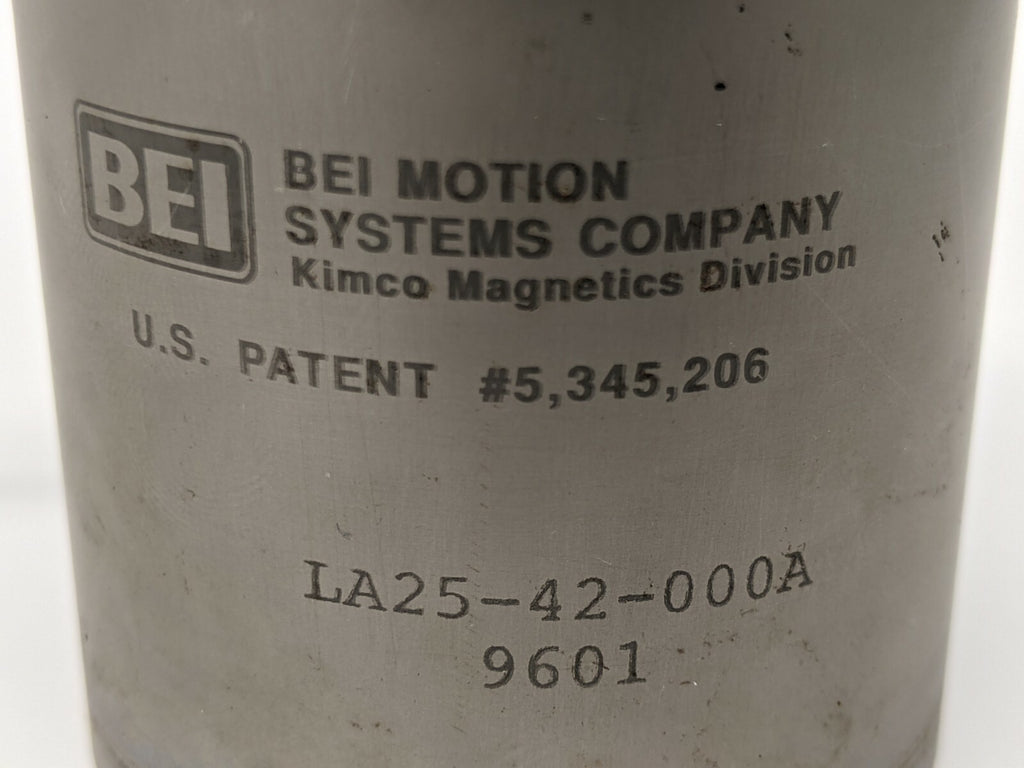 BEI
BEI MOTION
SYSTEMS COMPANY
Kimco Magnetics Division
U.S. PATENT #5,345,206
LA25-42-000A
9601